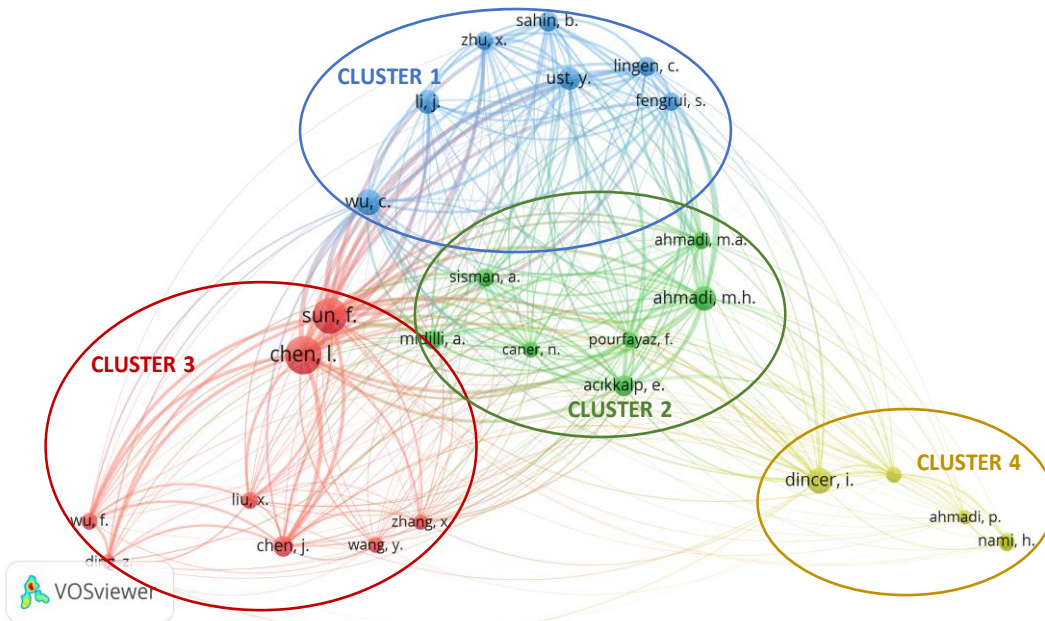 sahin, b.
zhu, x.
CLUSTER 1
ust, y.
lingen, c.
li, j.
fengrui, s.
wu, c.
ahmadi, m.a.
sisman, a.
ahmadi, m.h.
sun, f.
midilli, a.
caner, n.
pourfayaz, f.
chen, l.
CLUSTER 3
acıkkalp, e.
CLUSTER 2
CLUSTER 4
dincer, i.
liu, x.
wu, f.
zhang, x.
ahmadi, p.
chen, j.
wang, y.
nami, h.
ding, z.
VOSviewer